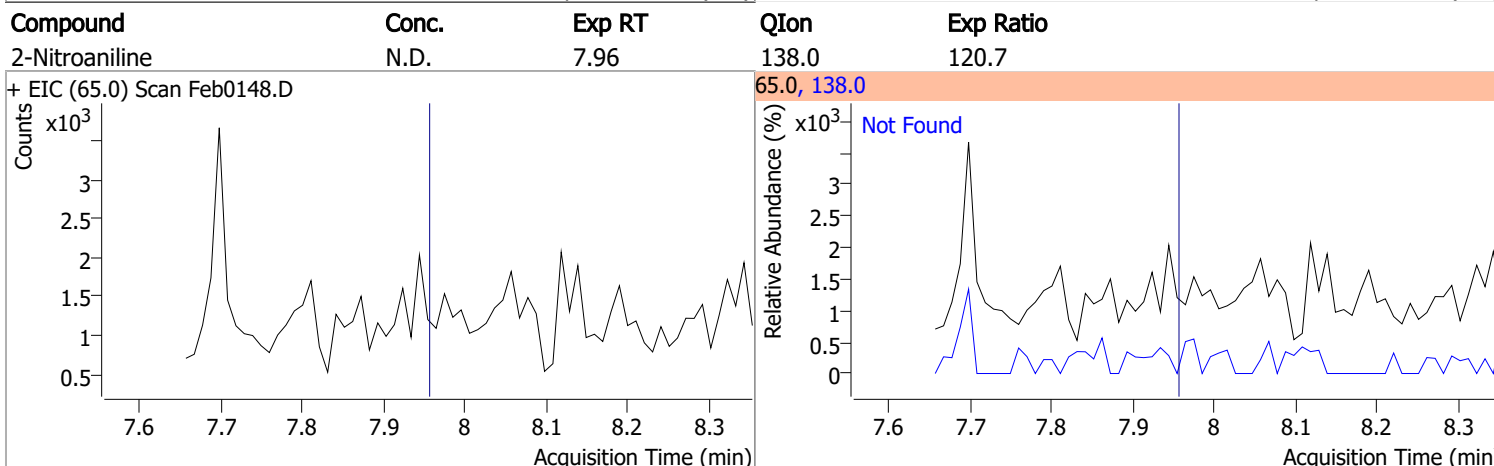 Compound Conc. Exp RT QIon Exp Ratio
2-Nitroaniline N.D. 7.96 138.0 120.7
+ EIC (65.0) Scan Feb0148.D
Counts
x10³
3
2.5
2
1.5
1
0.5
7.6 7.7 7.8 7.9 8 8.1 8.2 8.3
Acquisition Time (min)
65.0, 138.0
Relative Abundance (%)
x10³
Not Found
3
2.5
2
1.5
1
0.5
0
7.6 7.7 7.8 7.9 8 8.1 8.2 8.3
Acquisition Time (min)